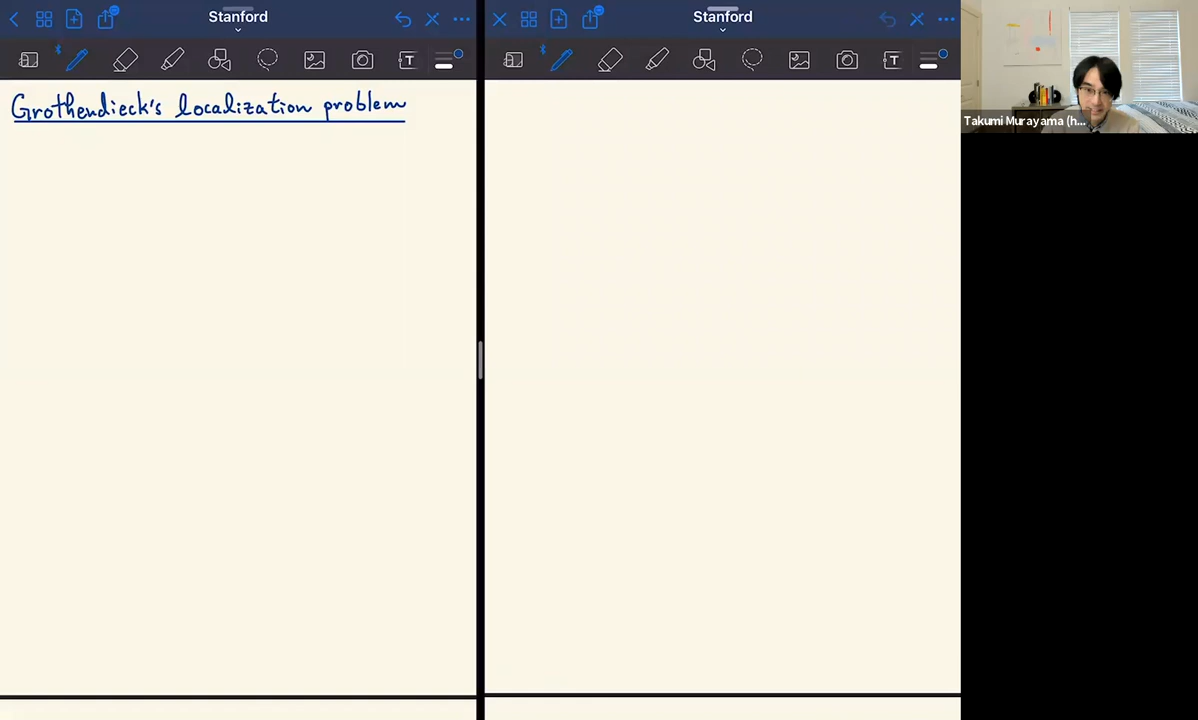 Stanford
Stanford
Grothendieck's localization problem
Takumi Murayama (h...